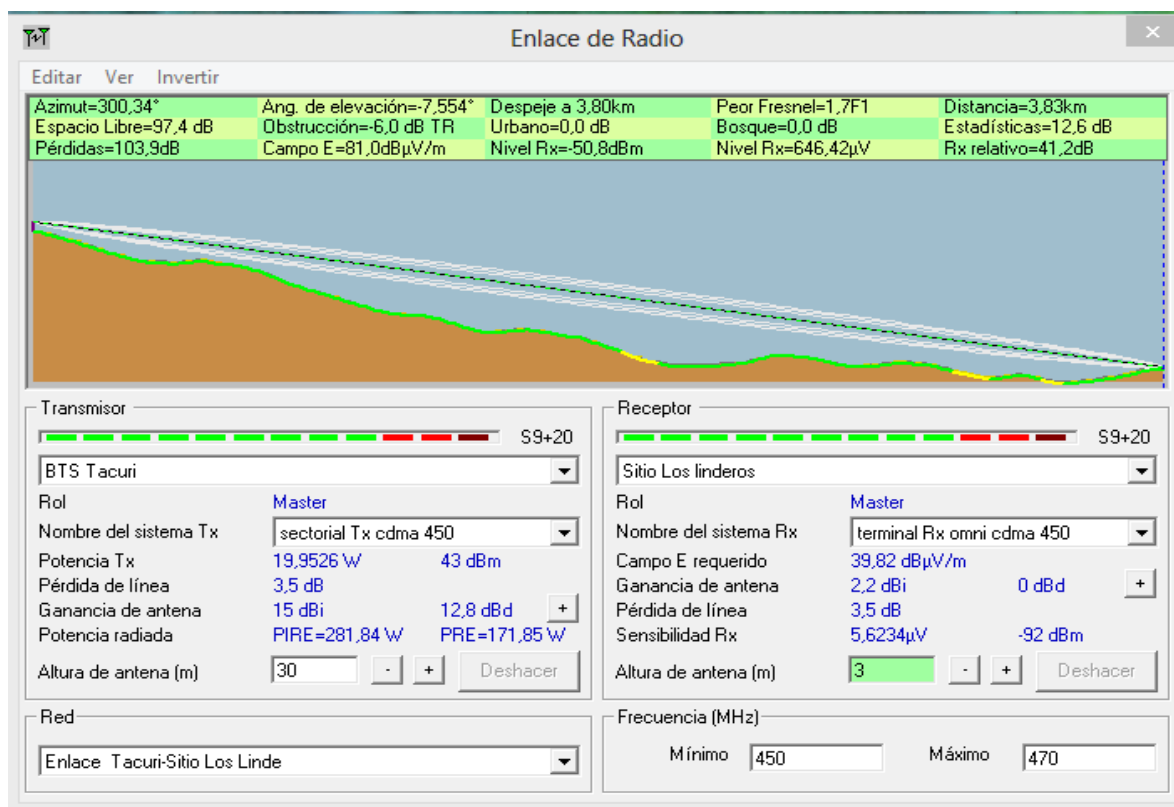 Enlace de Radio
Editar Ver Invertir
Azimut=300,34° Ang. de elevación=-7,554° Despeje a 3,80km Peor Fresnel=1,7F1 Distancia=3,83km
Espacio Libre=97,4 dB Obstrucción=-6,0 dB TR Urbano=0,0 dB Bosque=0,0 dB Estadísticas=12,6 dB
Pérdidas=103,9dB Campo E=81,0dBµV/m Nivel Rx=-50,8dBm Nivel Rx=646,42µV Rx relativo=41,2dB
Transmisor
S9+20
BTS Tacuri
Rol Master
Nombre del sistema Tx sectorial Tx cdma 450
Potencia Tx 19,9526 W 43 dBm
Pérdida de línea 3,5 dB
Ganancia de antena 15 dBi 12,8 dBd +
Potencia radiada PIRE=281,84 W PRE=171,85 W
Altura de antena (m) 30 - + Deshacer
Receptor
S9+20
Sitio Los linderos
Rol Master
Nombre del sistema Rx terminal Rx omni cdma 450
Campo E requerido 39,82 dBµV/m
Ganancia de antena 2,2 dBi 0 dBd +
Pérdida de línea 3,5 dB
Sensibilidad Rx 5,6234µV -92 dBm
Altura de antena (m) 3 - + Deshacer
Red
Enlace Tacuri-Sitio Los Linde
Frecuencia (MHz)
Mínimo 450 Máximo 470